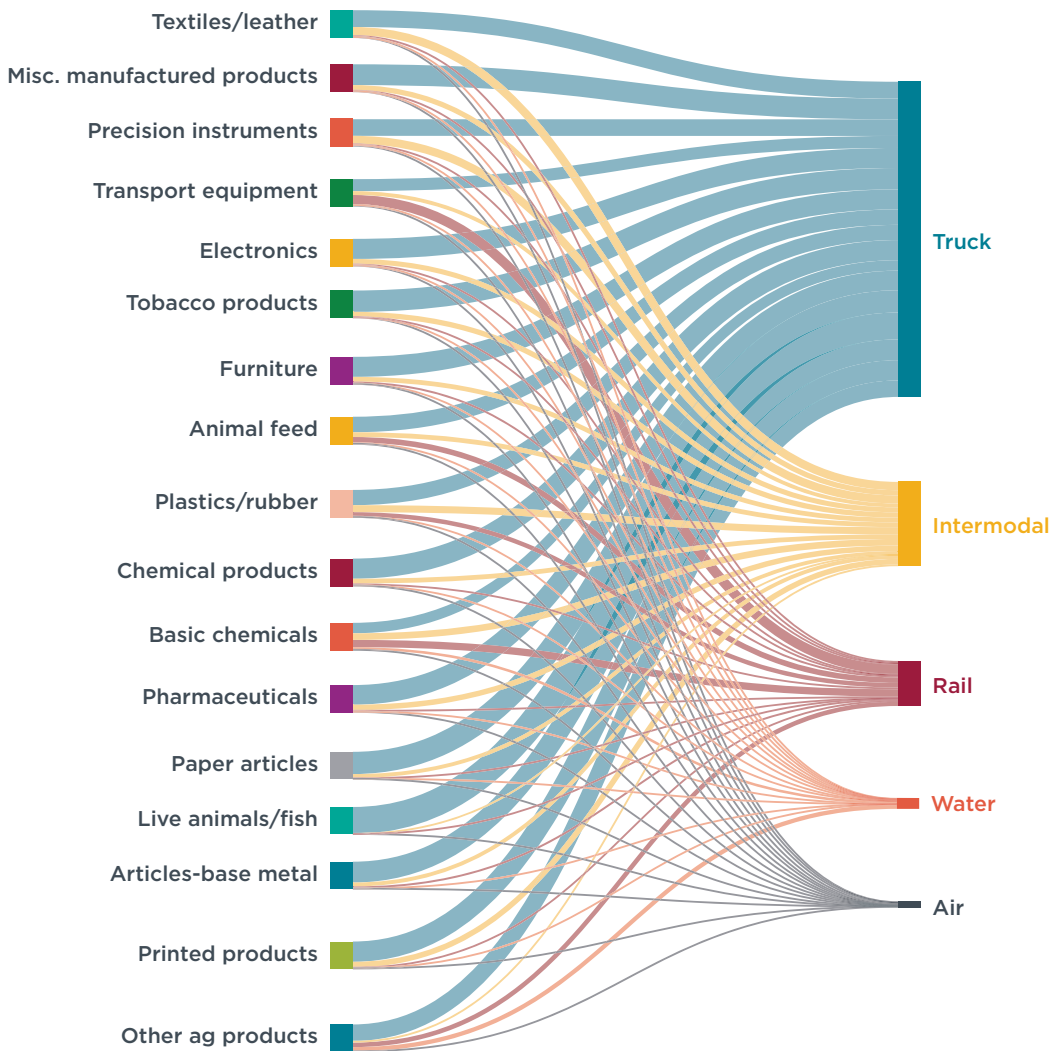 Textiles/leather
Misc. manufactured products
Precision instruments
Transport equipment
Electronics
Tobacco products
Furniture
Animal feed
Plastics/rubber
Chemical products
Basic chemicals
Pharmaceuticals
Paper articles
Live animals/fish
Articles-base metal
Printed products
Other ag products
Truck
Intermodal
Rail
Water
Air